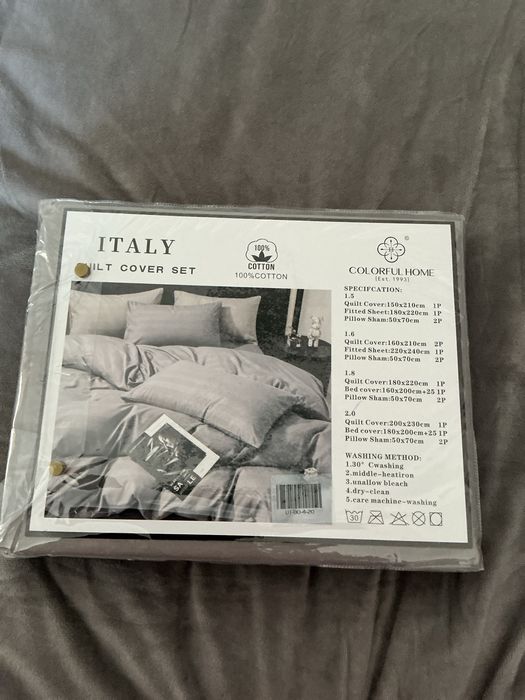 ITALY
ILT COVER SET
100%
COTTON
100%COTTON
®
COLORFUL HOME
(Est. 1993)
SPECIFCATION:
1.5
Quilt Cover:150x210cm 1P
Fitted Sheet:180x220cm 1P
Pillow Sham:50x70cm 2P
1.6
Quilt Cover:160x210cm 2P
Fitted Sheet:220x240cm 1P
Pillow Sham:50x70cm 2P
1.8
Quilt Cover:180x220cm 1P
Bed cover:160x200cm+25 1P
Pillow Sham:50x70cm 2P
2.0
Quilt Cover:200x230cm 1P
Bed cover:180x200cm+25 1P
Pillow Sham:50x70cm 2P
WASHING METHOD:
1.30° Cwashing
2.middle-heatiron
3.unallow bleach
4.dry-clean
5.care machine-washing
30